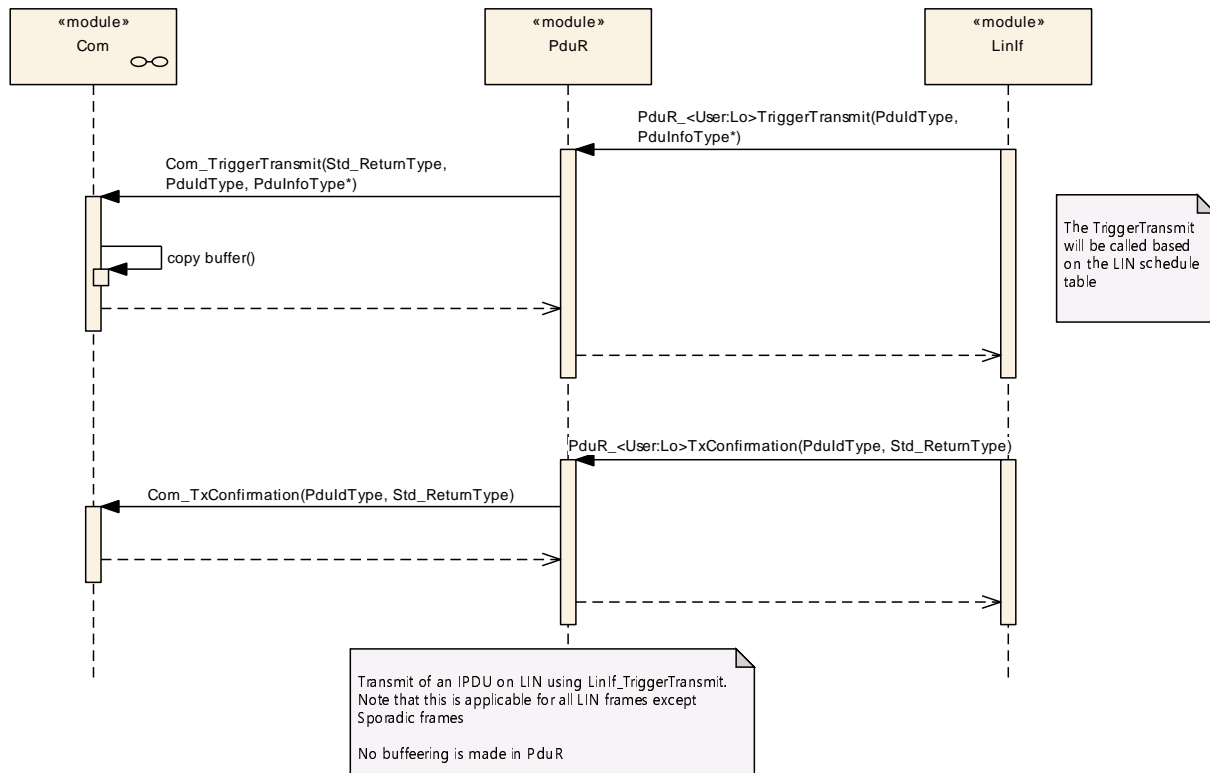 «module»
Com
«module»
PduR
«module»
LinIf
PduR_<User:Lo>TriggerTransmit(PduIdType,
PduInfoType*)
Com_TriggerTransmit(Std_ReturnType,
PduIdType, PduInfoType*)
The TriggerTransmit
will be called based
on the LIN schedule
table
copy buffer()
PduR_<User:Lo>TxConfirmation(PduIdType, Std_ReturnType)
Com_TxConfirmation(PduIdType, Std_ReturnType)
Transmit of an IPDU on LIN using LinIf_TriggerTransmit.
Note that this is applicable for all LIN frames except
Sporadic frames
No buffeering is made in PduR